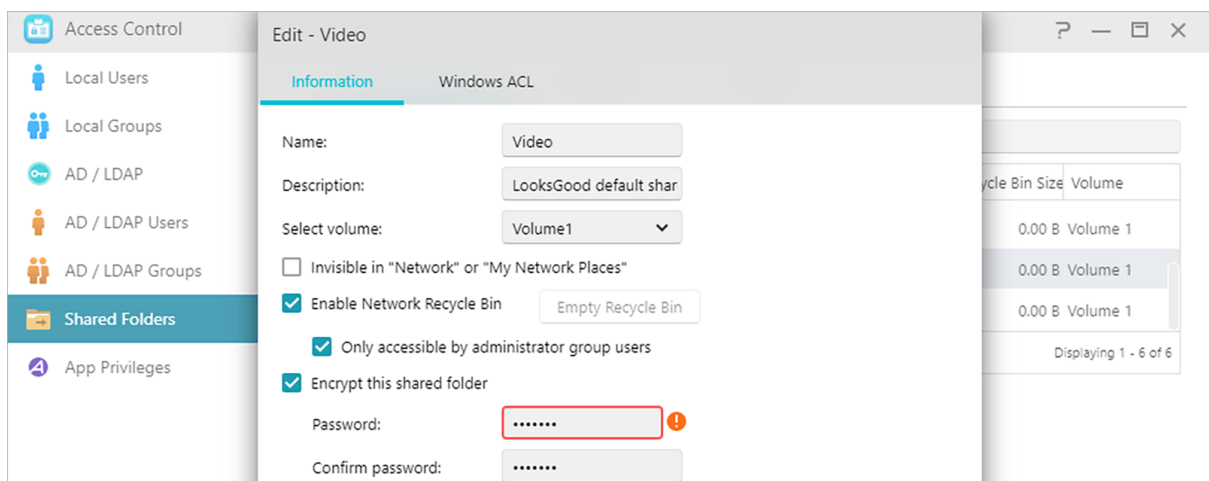 Access Control
Local Users
Local Groups
AD / LDAP
AD / LDAP Users
AD / LDAP Groups
Shared Folders
App Privileges
Edit - Video
Information Windows ACL
Name: Video
Description: LooksGood default shar
Select volume: Volume1
Invisible in "Network" or "My Network Places"
Enable Network Recycle Bin Empty Recycle Bin
Only accessible by administrator group users
Encrypt this shared folder
Password: •••••••
Confirm password: •••••••
ycle Bin Size Volume
0.00 B Volume 1
0.00 B Volume 1
0.00 B Volume 1
Displaying 1 - 6 of 6